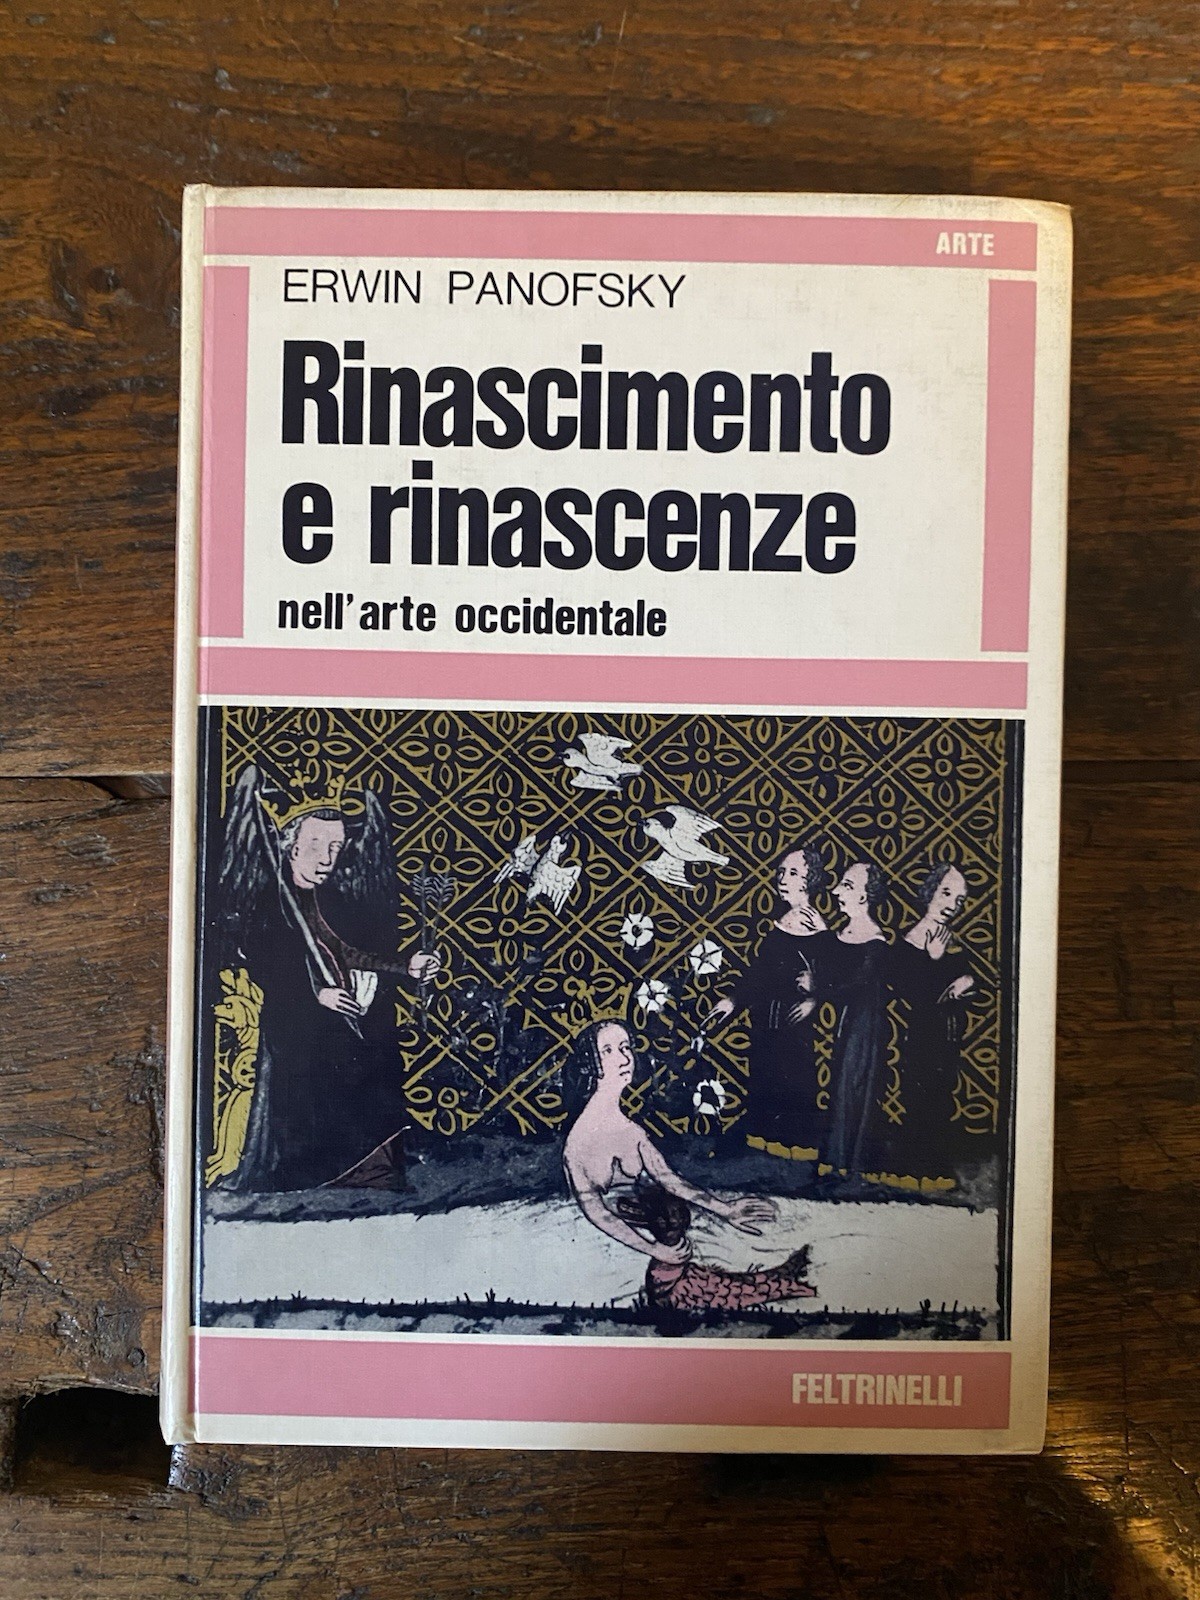 ARTE
ERWIN PANOFSKY
Rinascimento
e rinascenze
nell'arte occidentale
FELTRINELLI